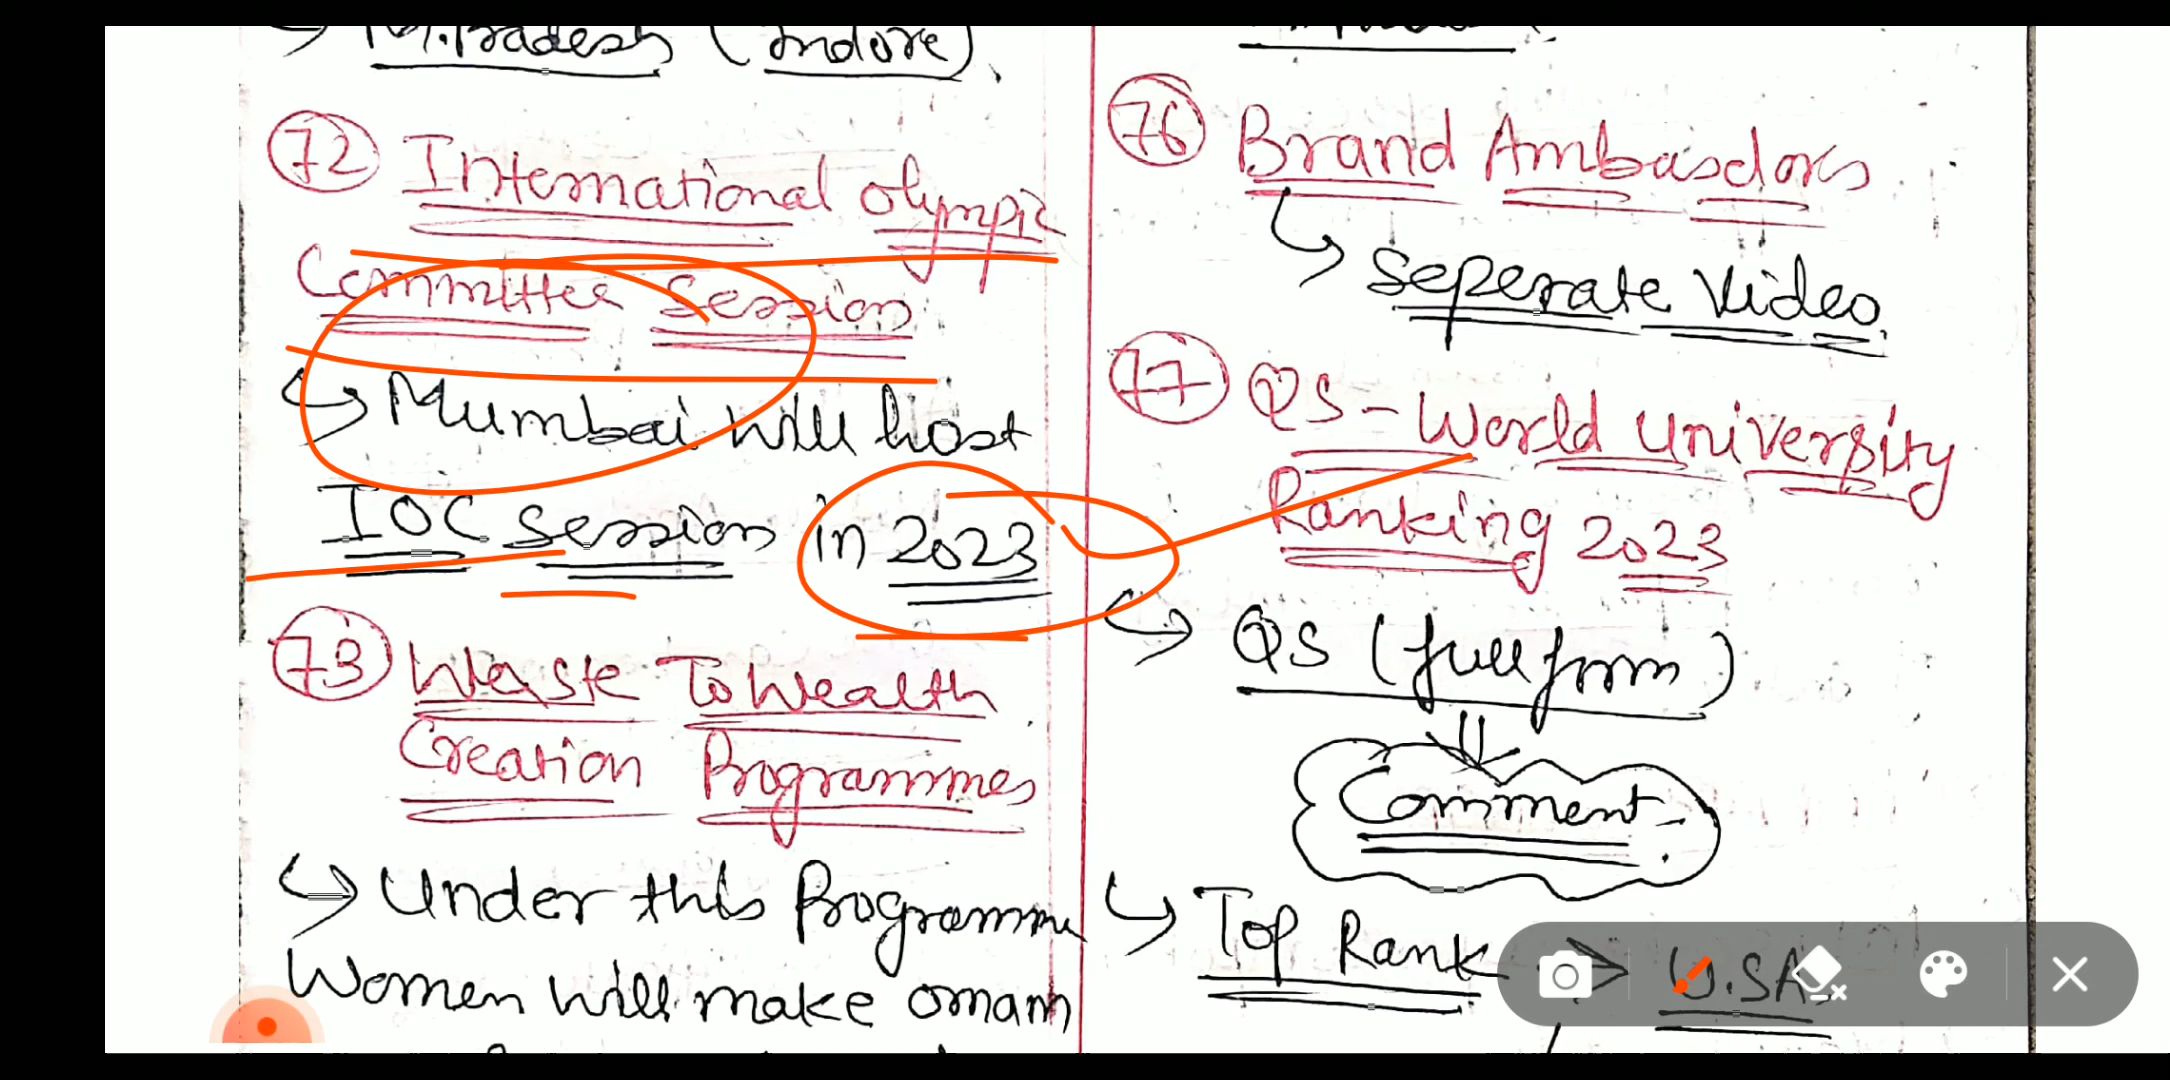 M.Pradesh (Indore).
72 International Olympic
Committee Session
Mumbai will host
IOC Session in 2023
73 Waste To Wealth
Creation Programmes
Under this Programme
Women will make
76 Brand Ambasdors
Seperate Video
77 QS-World University
Ranking 2023
QS (full form)
Comment
Top Rank U.SA.